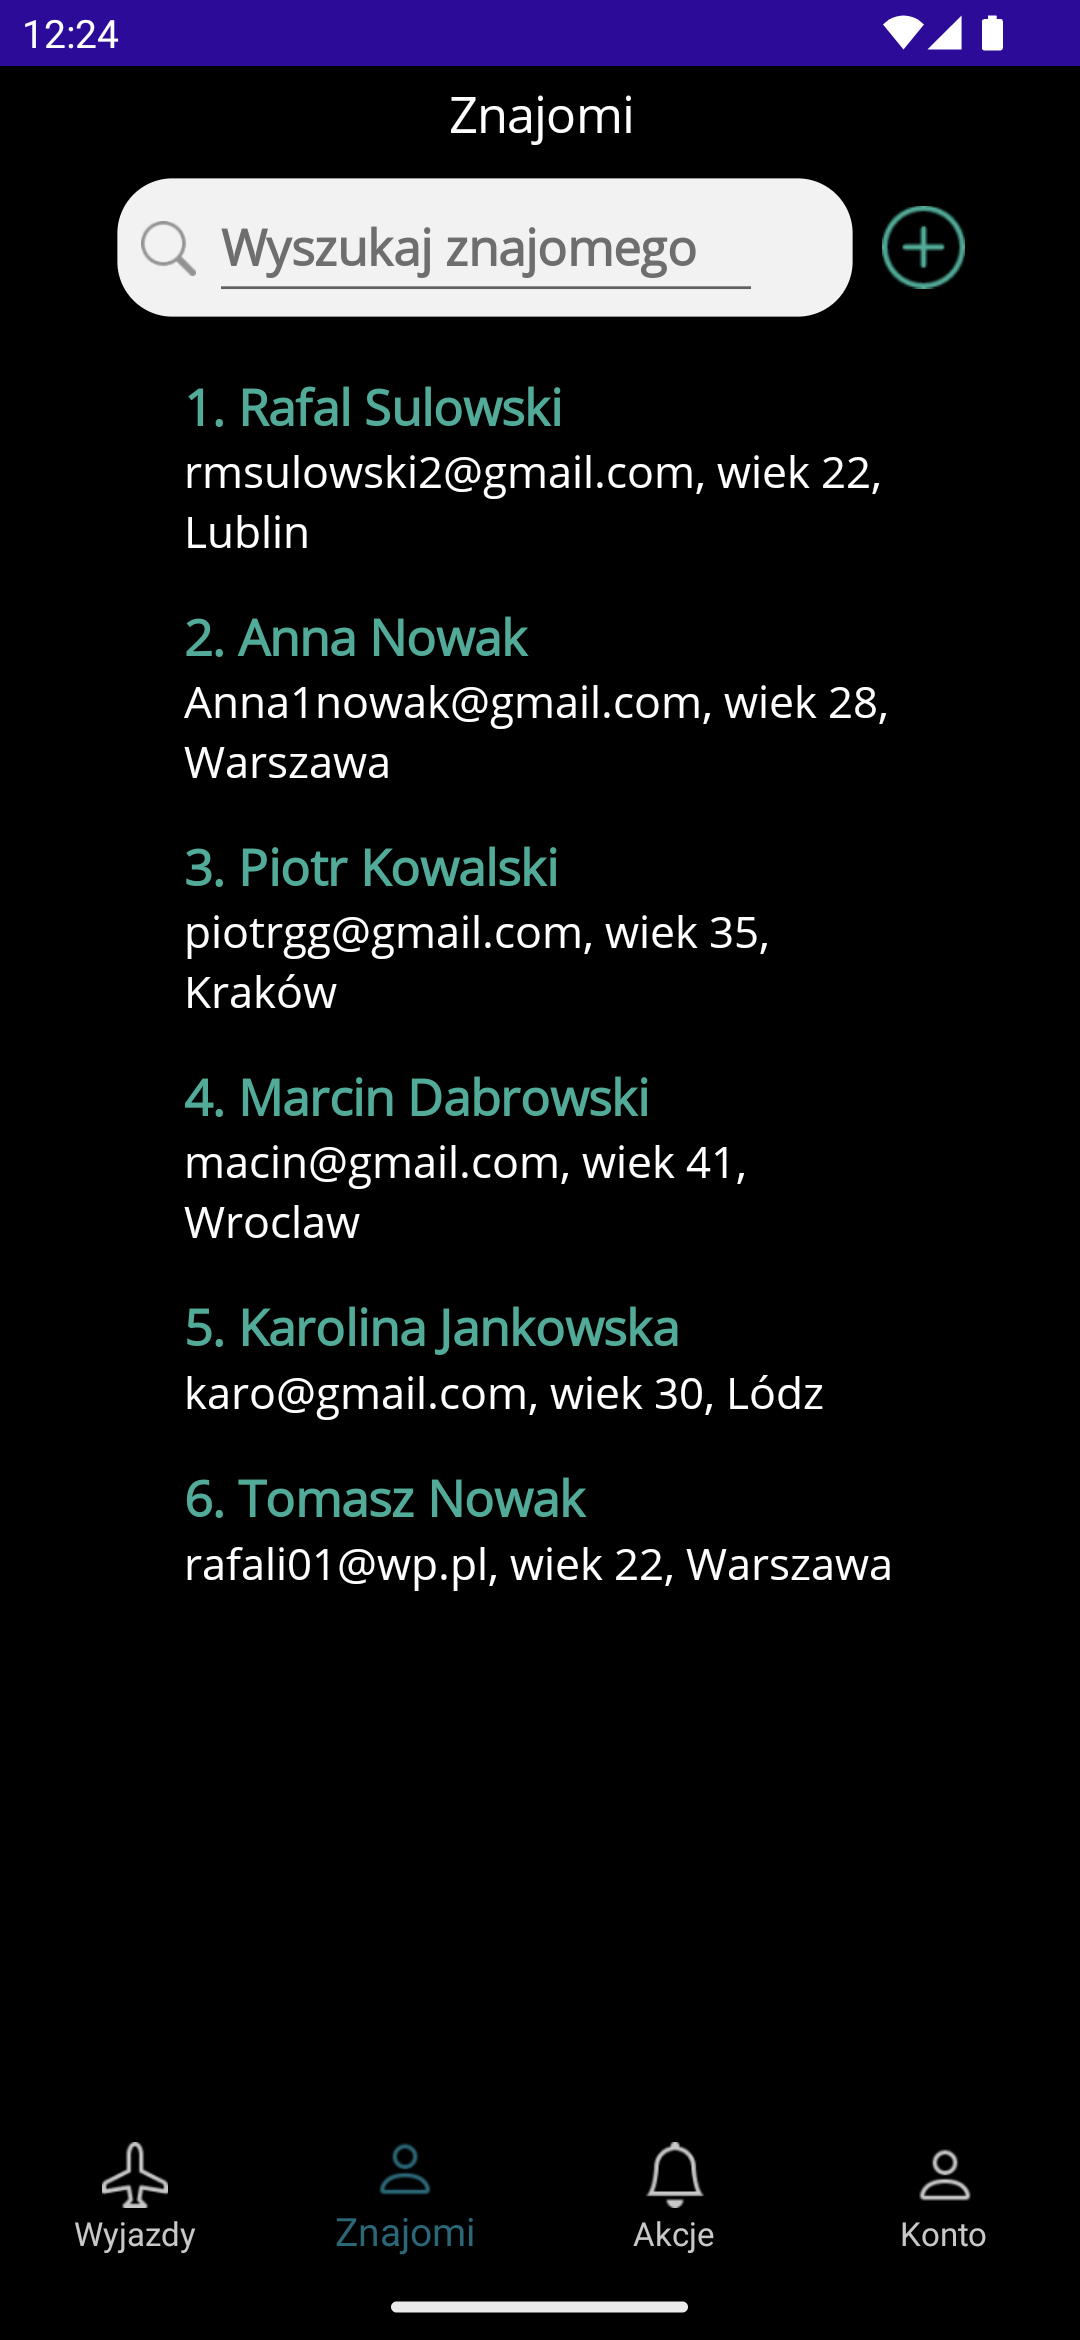 12:24
Znajomi
Wyszukaj znajomego
1. Rafal Sulowski
rmsulowski2@gmail.com, wiek 22,
Lublin
2. Anna Nowak
Anna1nowak@gmail.com, wiek 28,
Warszawa
3. Piotr Kowalski
piotrgg@gmail.com, wiek 35,
Kraków
4. Marcin Dabrowski
macin@gmail.com, wiek 41,
Wroclaw
5. Karolina Jankowska
karo@gmail.com, wiek 30, Lódz
6. Tomasz Nowak
rafali01@wp.pl, wiek 22, Warszawa
Wyjazdy
Znajomi
Akcje
Konto